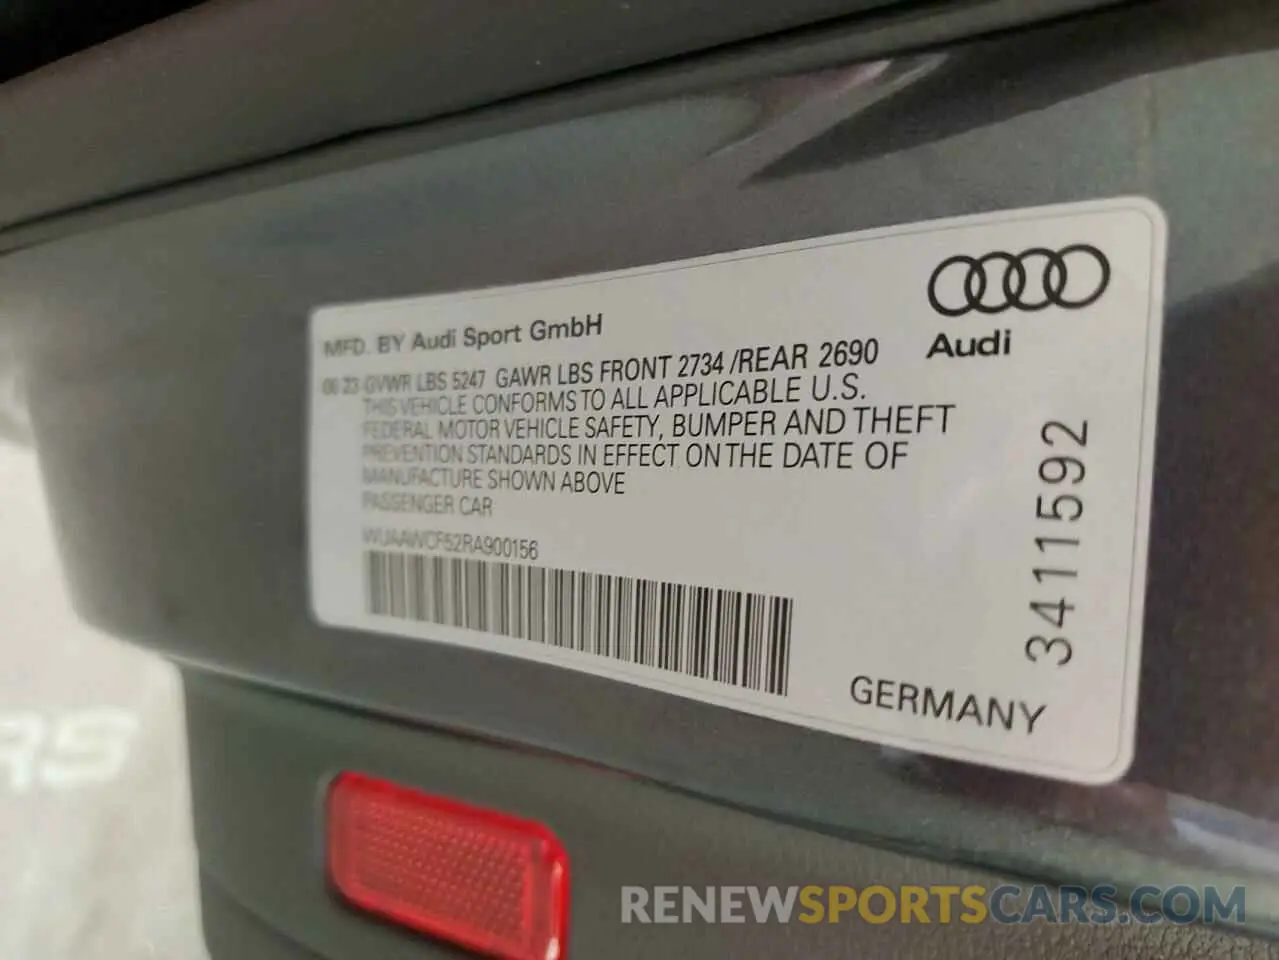 MFD. BY Audi Sport GmbH
06 23 GVWR LBS 5247 GAWR LBS FRONT 2734 /REAR 2690
THIS VEHICLE CONFORMS TO ALL APPLICABLE U.S.
FEDERAL MOTOR VEHICLE SAFETY, BUMPER AND THEFT
PREVENTION STANDARDS IN EFFECT ON THE DATE OF
MANUFACTURE SHOWN ABOVE
PASSENGER CAR
WUAAWCF52RA900156
Audi
3411592
GERMANY
RS
RENEWSPORTSCARS.COM